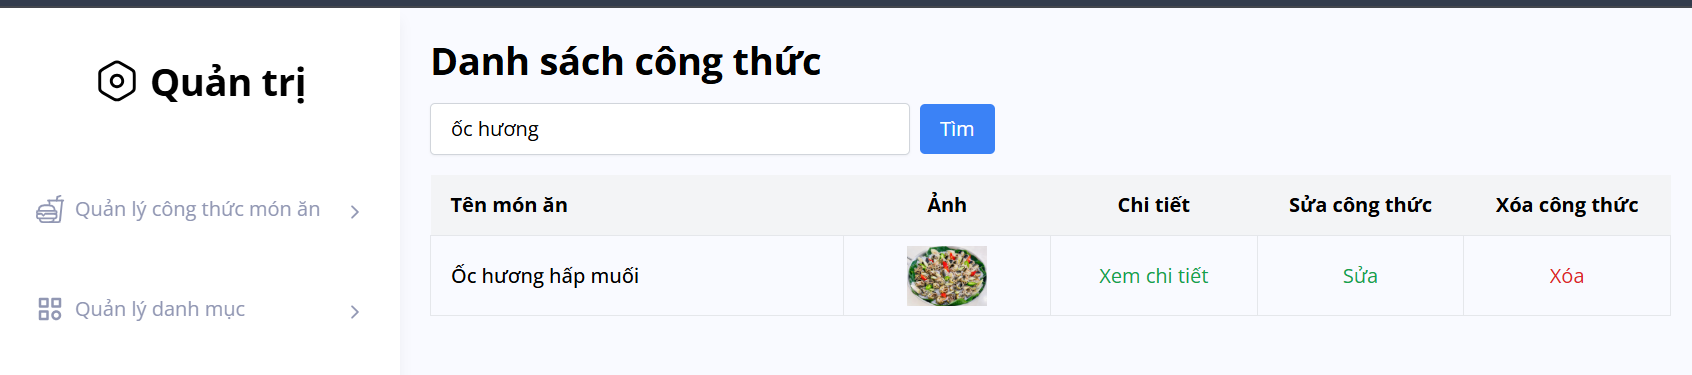 Quản trị
Quản lý công thức món ăn
Quản lý danh mục
Danh sách công thức
ốc hương
Tìm
Tên món ăn Ảnh Chi tiết Sửa công thức Xóa công thức
Ốc hương hấp muối Xem chi tiết Sửa Xóa